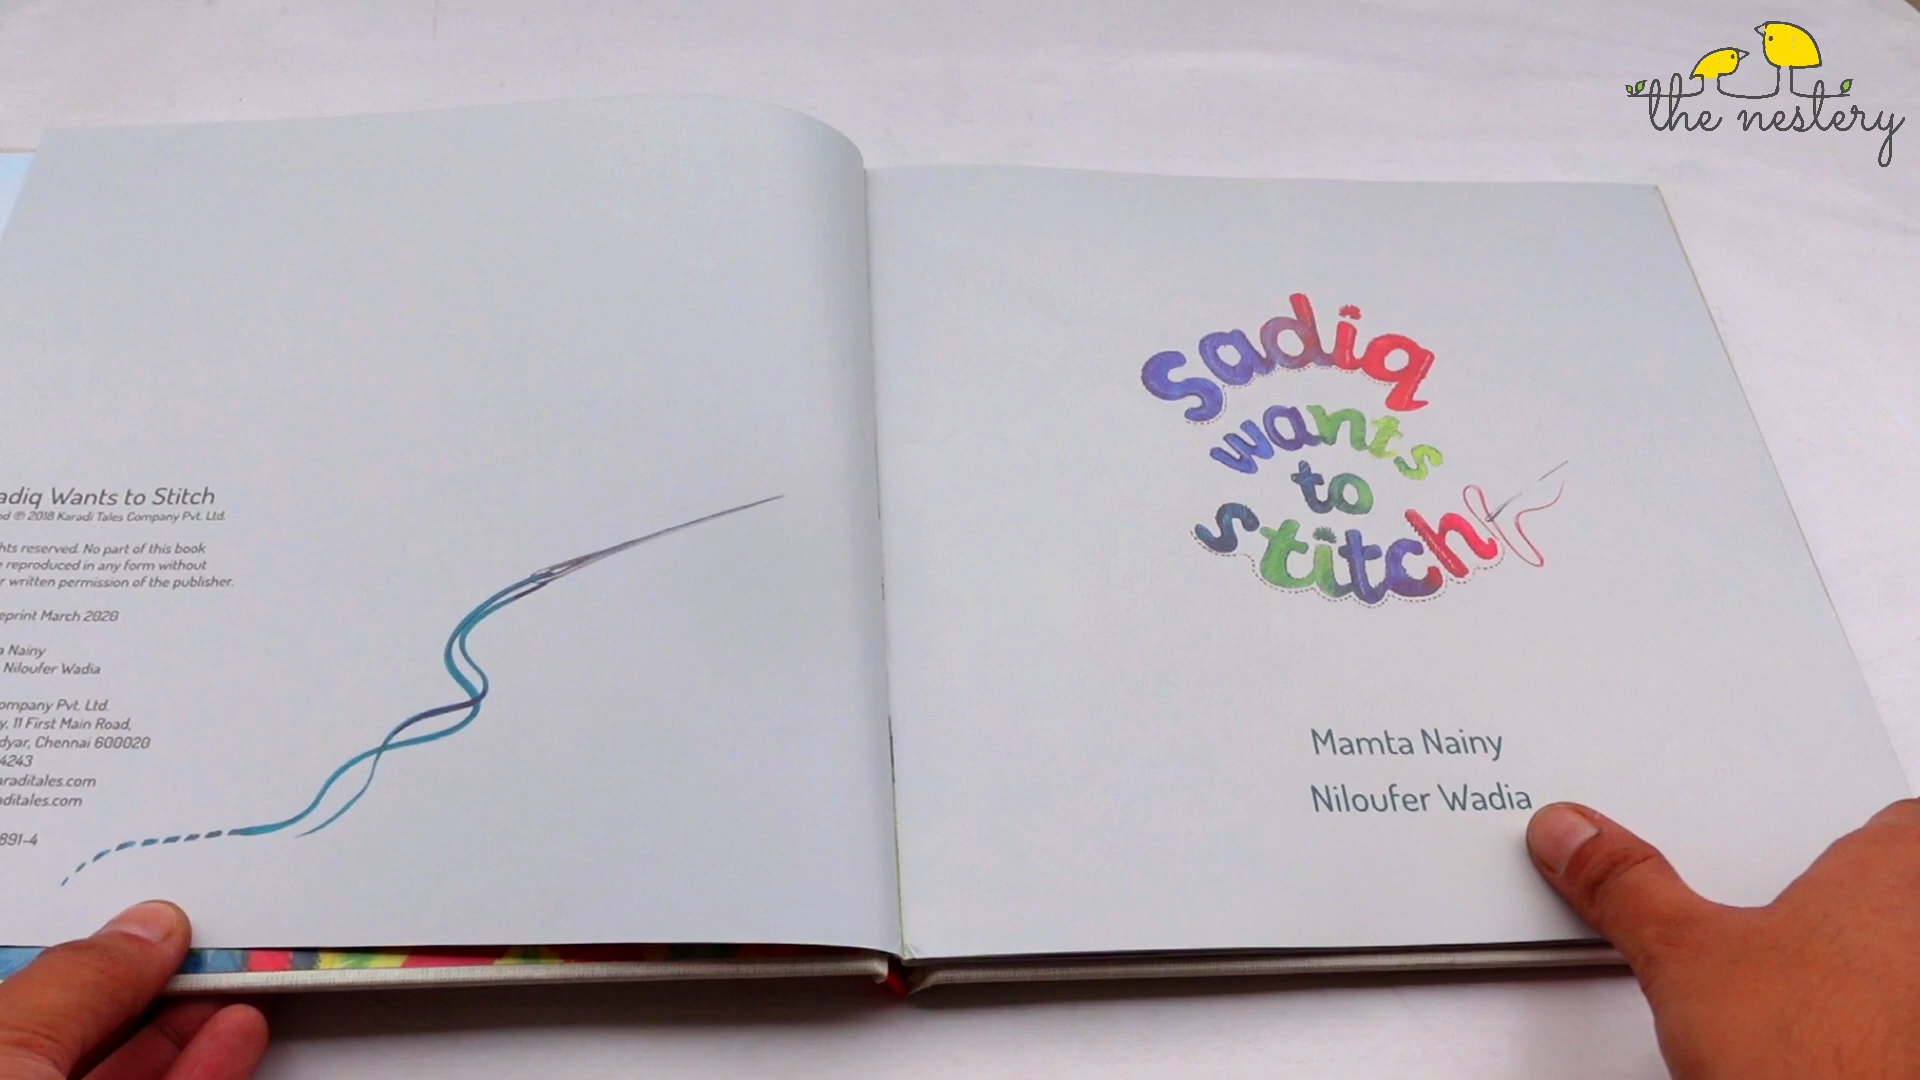 the nestery
adiq Wants to Stitch
2018 Karadi Tales Company Pvt. Ltd.
hts reserved. No part of this book
e reproduced in any form without
r written permission of the publisher.
eprint March 2020
a Nainy
Niloufer Wadia
ompany Pvt. Ltd.
y, 11 First Main Road,
dyar, Chennai 600020
4243
araditales.com
aditales.com
891-4
Sadiq
wants
to
stitch
Mamta Nainy
Niloufer Wadia